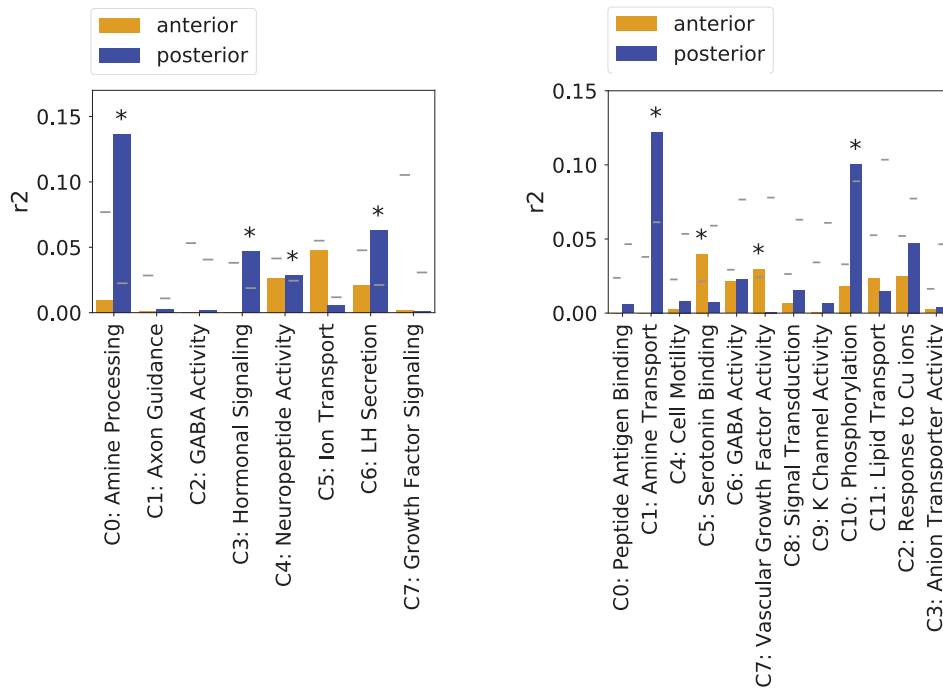 anterior
posterior
0.15
0.10
0.05
0.00
r2
*
*
*
*
C0: Amine Processing
C1: Axon Guidance
C2: GABA Activity
C3: Hormonal Signaling
C4: Neuropeptide Activity
C5: Ion Transport
C6: LH Secretion
C7: Growth Factor Signaling
anterior
posterior
0.15
0.10
0.05
0.00
r2
*
*
*
*
C0: Peptide Antigen Binding
C1: Amine Transport
C4: Cell Motility
C5: Serotonin Binding
C6: GABA Activity
C7: Vascular Growth Factor Activity
C8: Signal Transduction
C9: K Channel Activity
C10: Phosphorylation
C11: Lipid Transport
C2: Response to Cu ions
C3: Anion Transporter Activity